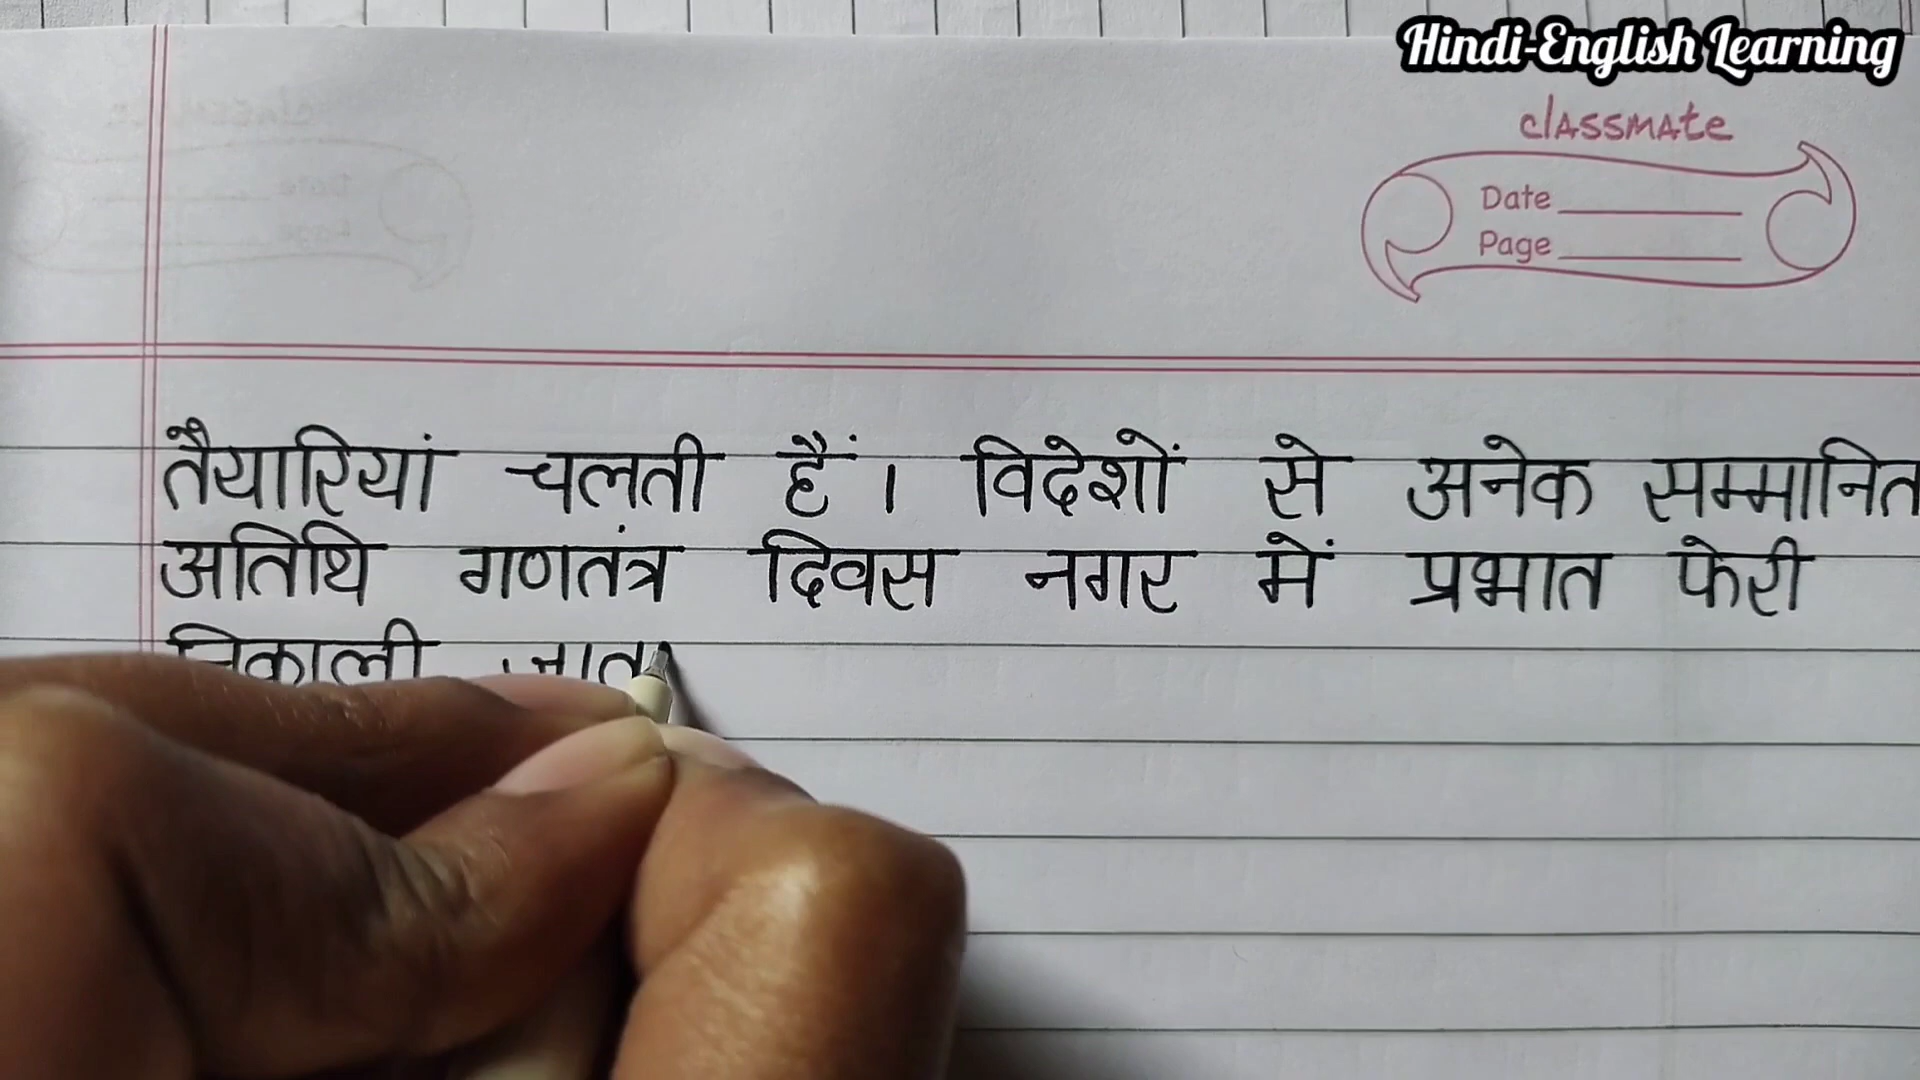 Hindi-English Learning
classmate
Date
Page
तैयारियां चलती हैं। विदेशों से अनेक सम्मानित
अतिथि गणतंत्र दिवस नगर में प्रभात फेरी
निकाली जात